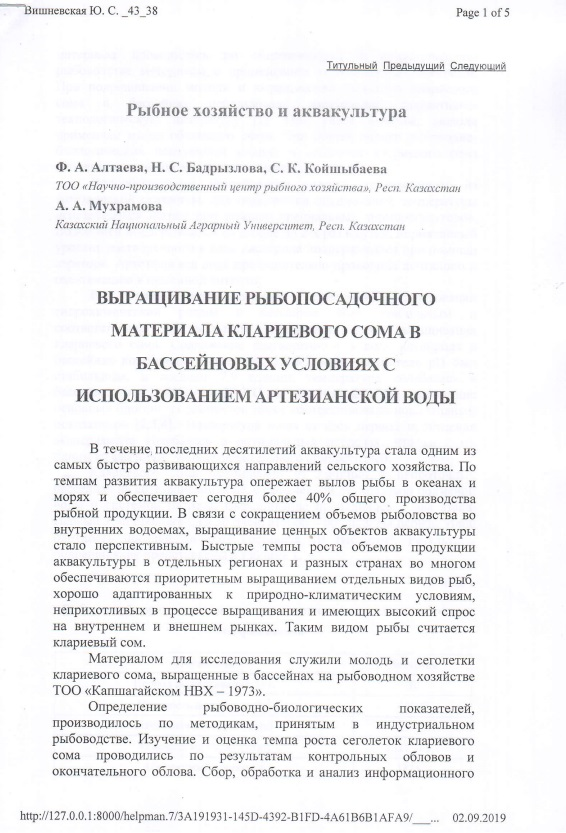 Вишневская Ю. С. _43_38
Page 1 of 5
Титульный Предыдущий Следующий
Рыбное хозяйство и аквакультура
Ф. А. Алтаева, Н. С. Бадрызлова, С. К. Койшыбаева
ТОО «Научно-производственный центр рыбного хозяйства», Респ. Казахстан
А. А. Мухрамова
Казахский Национальный Аграрный Университет, Респ. Казахстан
ВЫРАЩИВАНИЕ РЫБОПОСАДОЧНОГО
МАТЕРИАЛА КЛАРИЕВОГО СОМА В
БАССЕЙНОВЫХ УСЛОВИЯХ С
ИСПОЛЬЗОВАНИЕМ АРТЕЗИАНСКОЙ ВОДЫ
В течение последних десятилетий аквакультура стала одним из
самых быстро развивающихся направлений сельского хозяйства. По
темпам развития аквакультура опережает вылов рыбы в океанах и
морях и обеспечивает сегодня более 40% общего производства
рыбной продукции. В связи с сокращением объемов рыболовства во
внутренних водоемах, выращивание ценных объектов аквакультуры
стало перспективным. Быстрые темпы роста объемов продукции
аквакультуры в отдельных регионах и разных странах во многом
обеспечиваются приоритетным выращиванием отдельных видов рыб,
хорошо адаптированных к природно-климатическим условиям,
неприхотливых в процессе выращивания и имеющих высокий спрос
на внутреннем и внешнем рынках. Таким видом рыбы считается
клариевый сом.
Материалом для исследования служили молодь и сеголетки
клариевого сома, выращенные в бассейнах на рыбоводном хозяйстве
ТОО «Капшагайском НВХ – 1973».
Определение рыбоводно-биологических показателей,
производилось по методикам, принятым в индустриальном
рыбоводстве. Изучение и оценка темпа роста сеголеток клариевого
сома проводились по результатам контрольных обловов и
окончательного облова. Сбор, обработка и анализ информационного
http://127.0.0.1:8000/helpman.7/3A191931-145D-4392-B1FD-4A61B6B1AFA9/___...
02.09.2019